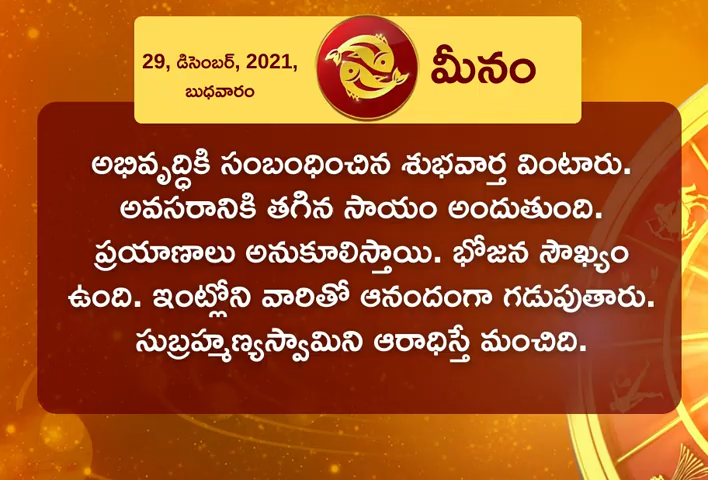 29, డిసెంబర్, 2021,
బుధవారం
మీనం
అభివృద్ధికి సంబంధించిన శుభవార్త వింటారు.
అవసరానికి తగిన సాయం అందుతుంది.
ప్రయాణాలు అనుకూలిస్తాయి. భోజన సౌఖ్యం
ఉంది. ఇంట్లోని వారితో ఆనందంగా గడుపుతారు.
సుబ్రహ్మణ్యస్వామిని ఆరాధిస్తే మంచిది.